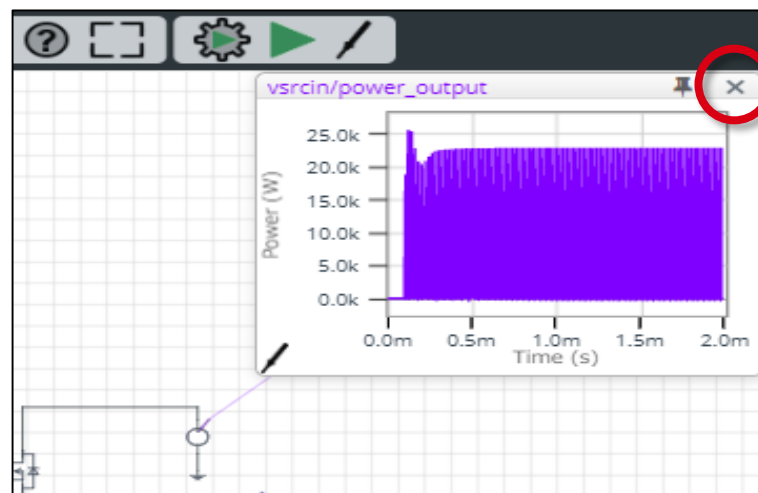 ?
vsrcin/power_output
25.0k
20.0k
15.0k
10.0k
5.0k
0.0k
Power (W)
0.0m 0.5m 1.0m 1.5m 2.0m
Time (s)